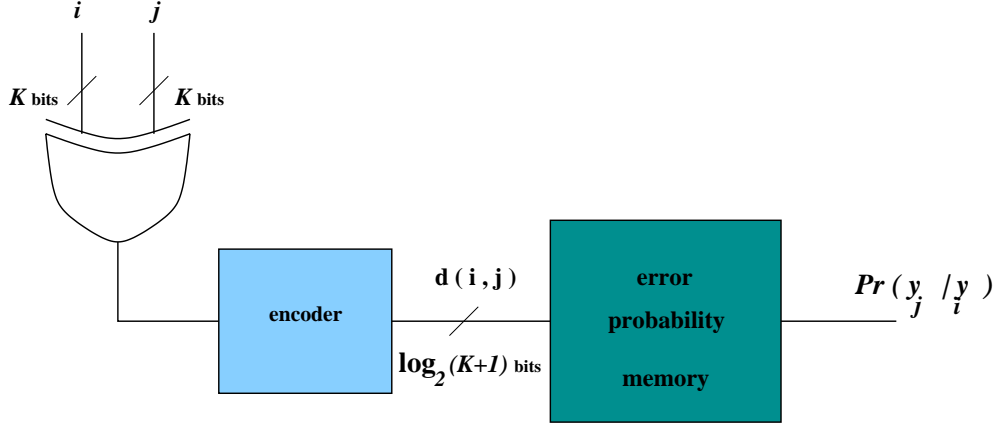 i j
K bits K bits
d ( i , j )
encoder
log2(K+1) bits
error
probability
memory
Pr ( yj / yi )